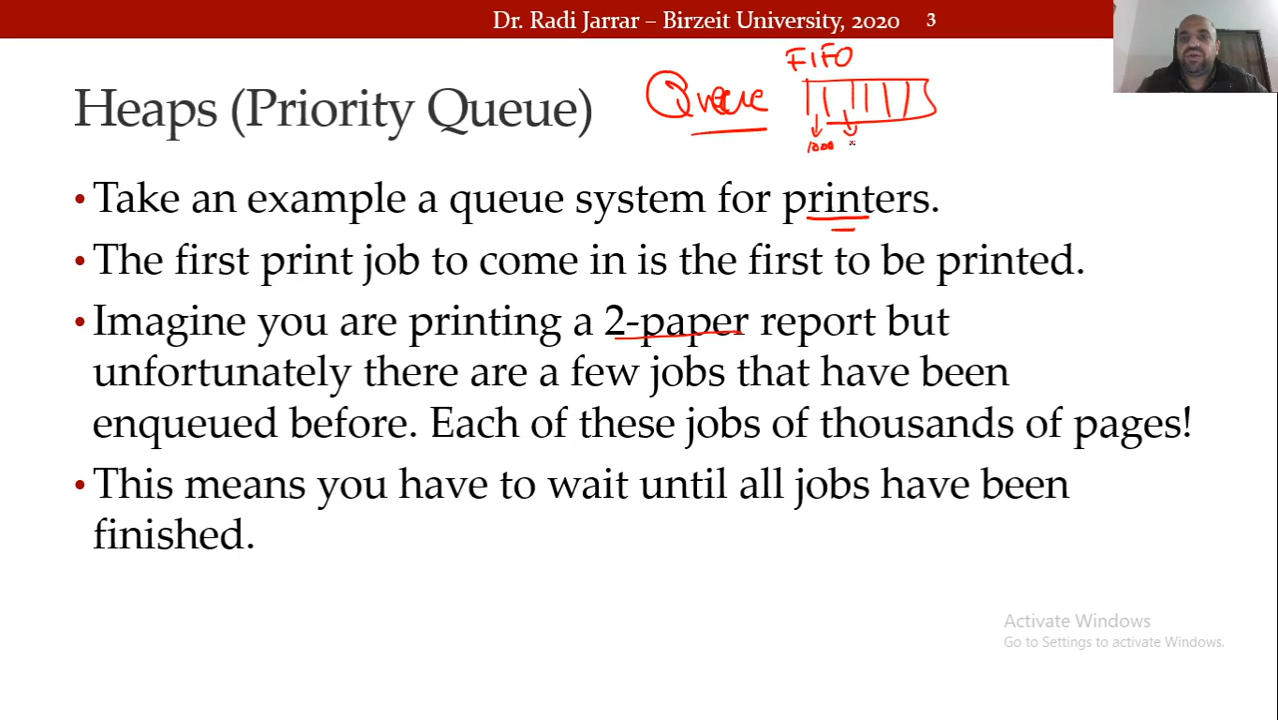 Dr. Radi Jarrar – Birzeit University, 2020 3
FIFO
Heaps (Priority Queue) Queue
1000
• Take an example a queue system for printers.
• The first print job to come in is the first to be printed.
• Imagine you are printing a 2-paper report but
unfortunately there are a few jobs that have been
enqueued before. Each of these jobs of thousands of pages!
• This means you have to wait until all jobs have been
finished.
Activate Windows
Go to Settings to activate Windows.